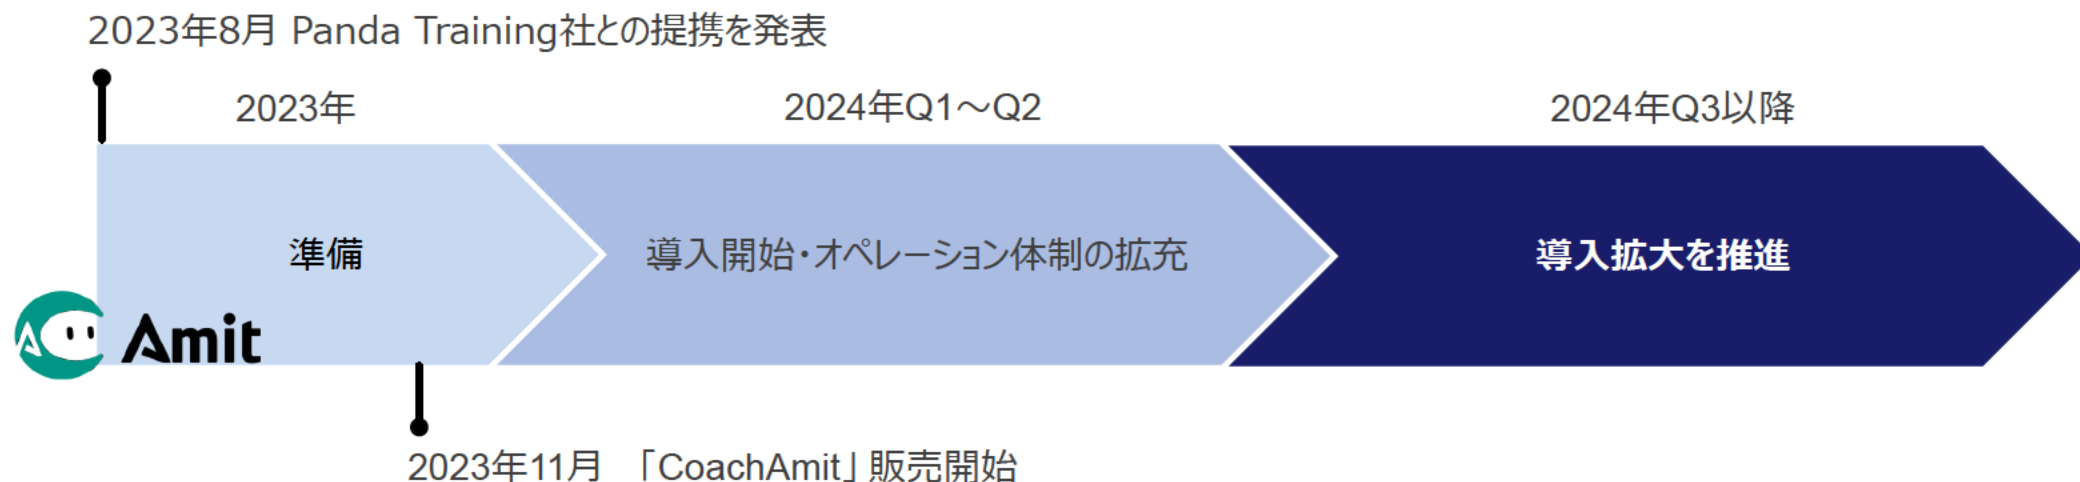 2023年8月 Panda Training社との提携を発表
2023年
2024年Q1～Q2
2024年Q3以降
準備
導入開始・オペレーション体制の拡充
導入拡大を推進
A
Amit
2023年11月 「CoachAmit」販売開始